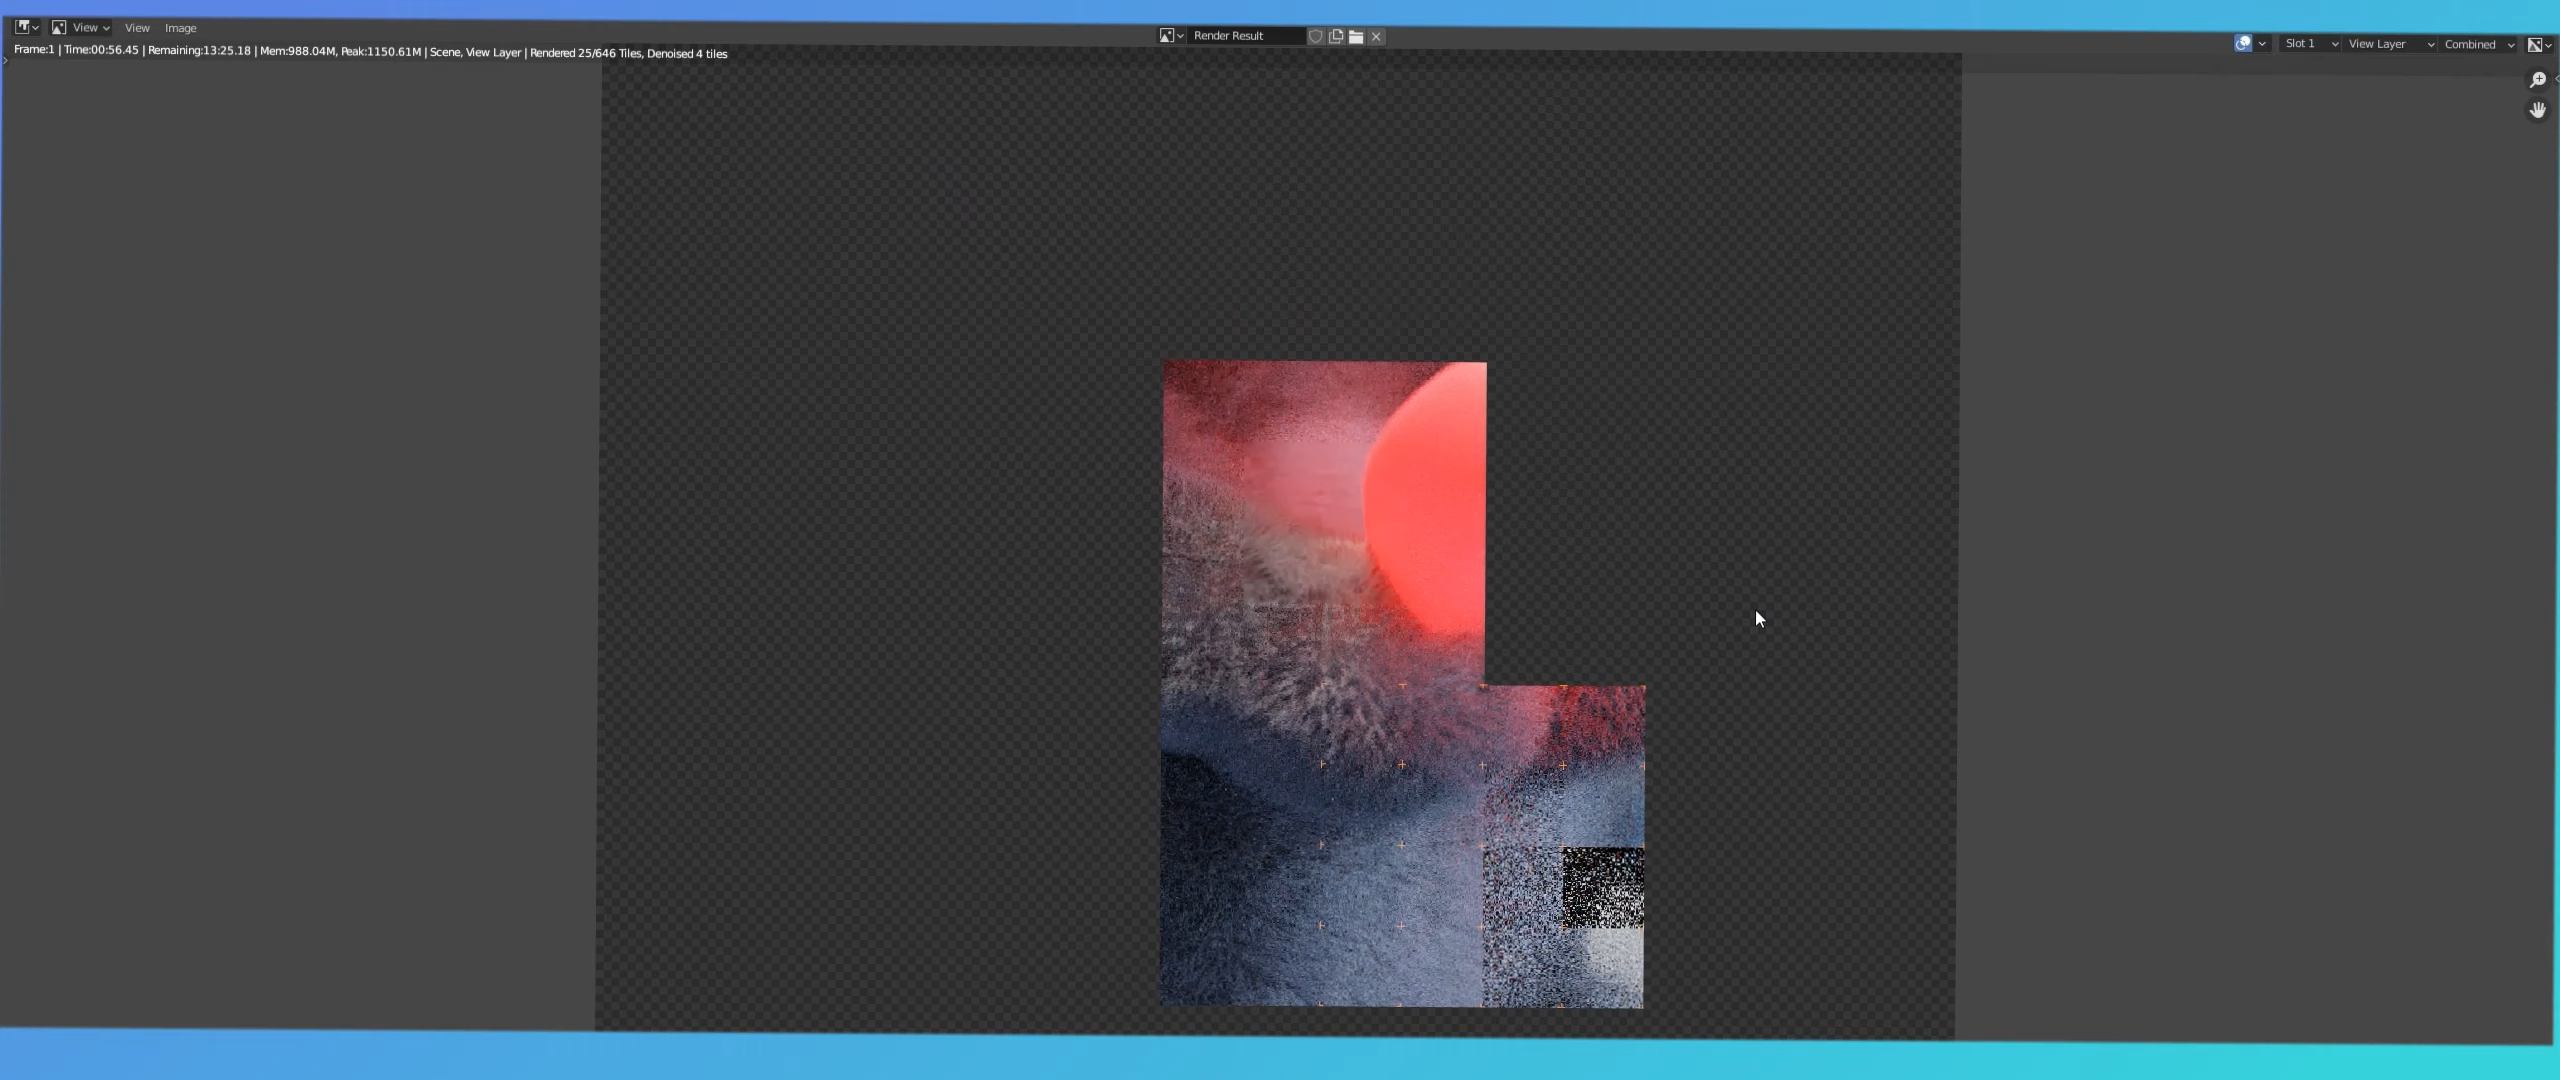 View View Image
Render Result
Slot 1 View Layer Combined
Frame:1 | Time:00:56.45 | Remaining:13:25.18 | Mem:988.04M, Peak:1150.61M | Scene, View Layer | Rendered 25/646 Tiles, Denoised 4 tiles